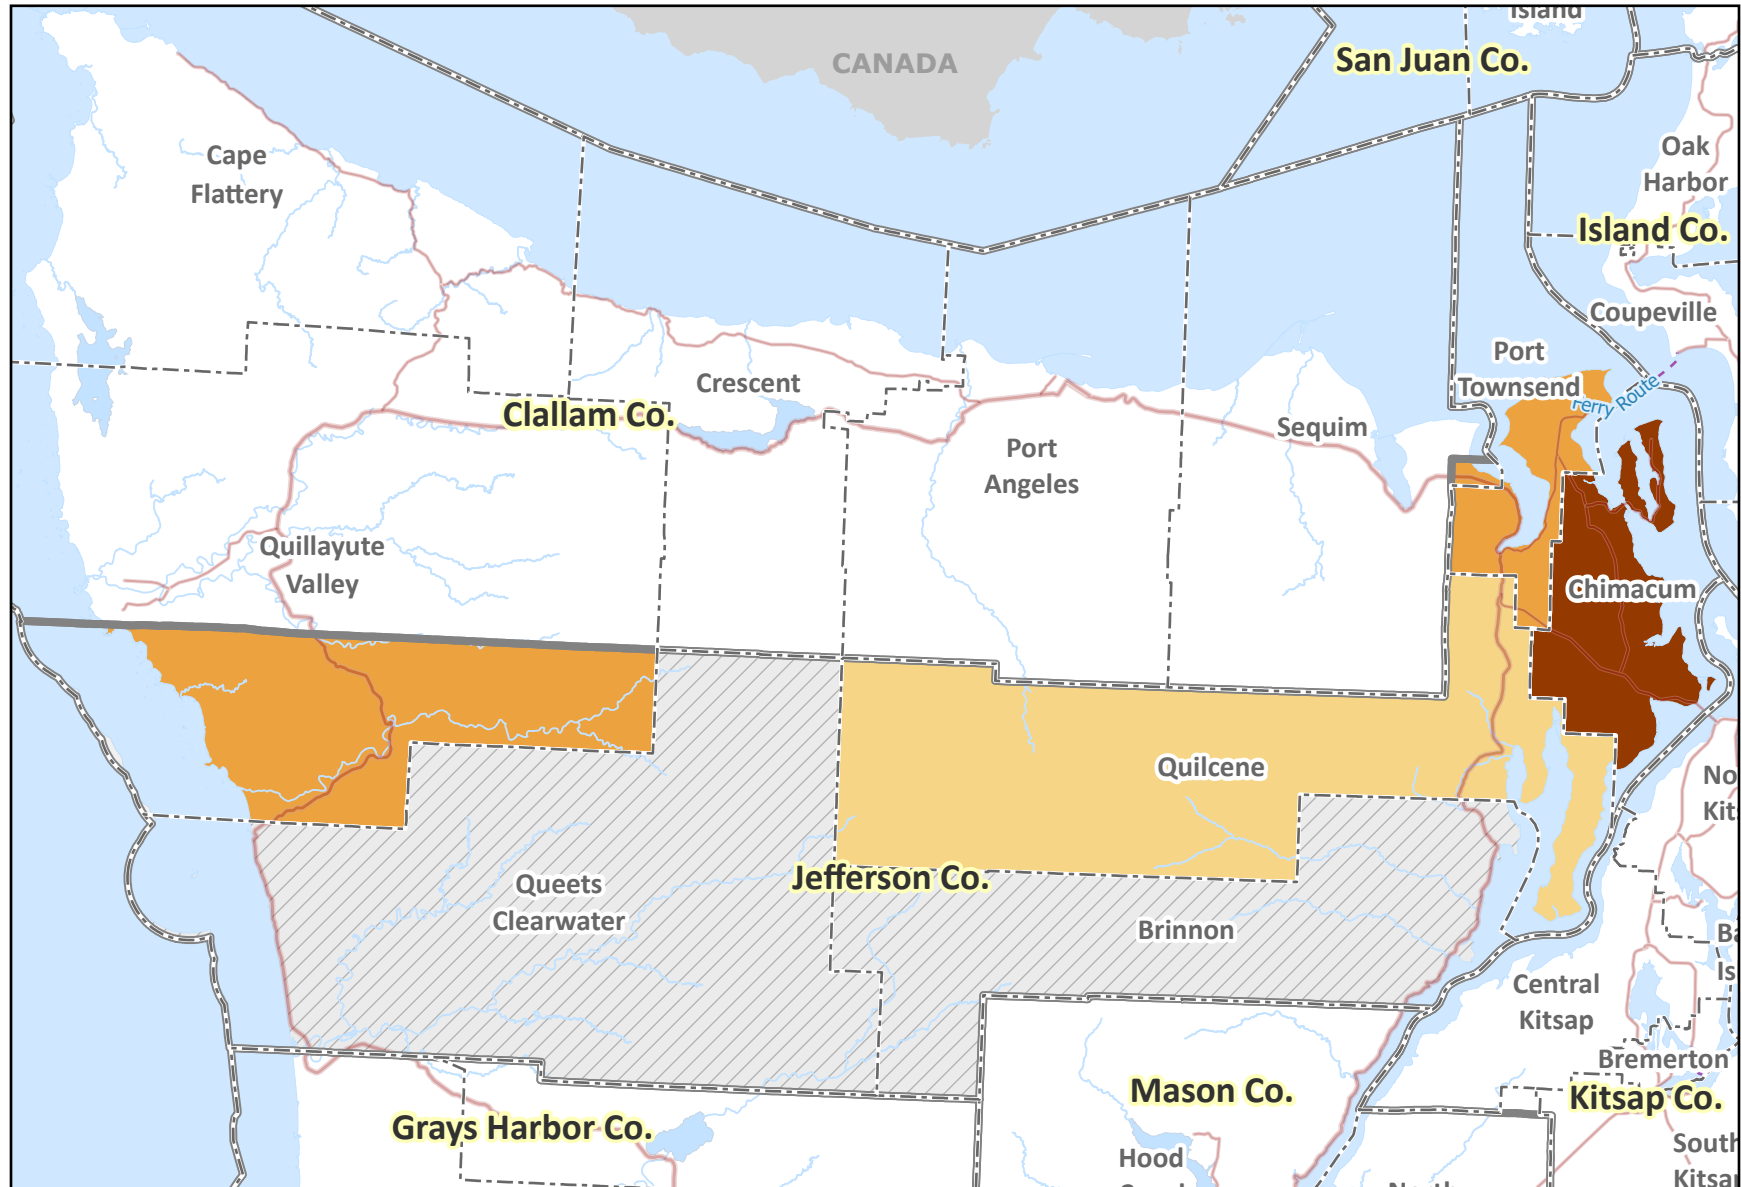 Island
CANADA
San Juan Co.
Cape
Flattery
Oak
Harbor
Island Co.
Coupeville
Port
Townsend
Ferry Route
Crescent
Clallam Co.
Sequim
Port
Angeles
Quillayute
Valley
Chimacum
Quilcene
Jefferson Co.
Queets
Clearwater
Brinnon
Central
Kitsap
Bremerton
Kitsap Co.
Mason Co.
Grays Harbor Co.
Hood
South
Kitsap